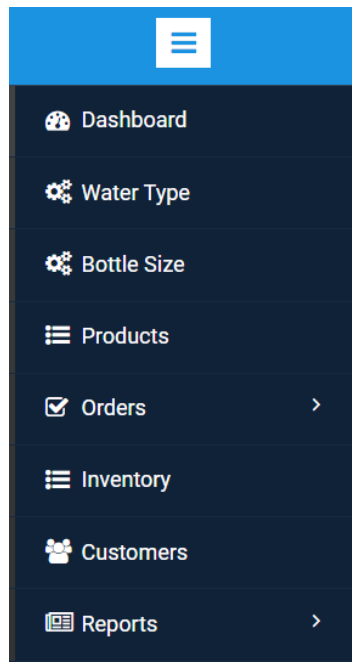 Dashboard
Water Type
Bottle Size
Products
Orders
Inventory
Customers
Reports